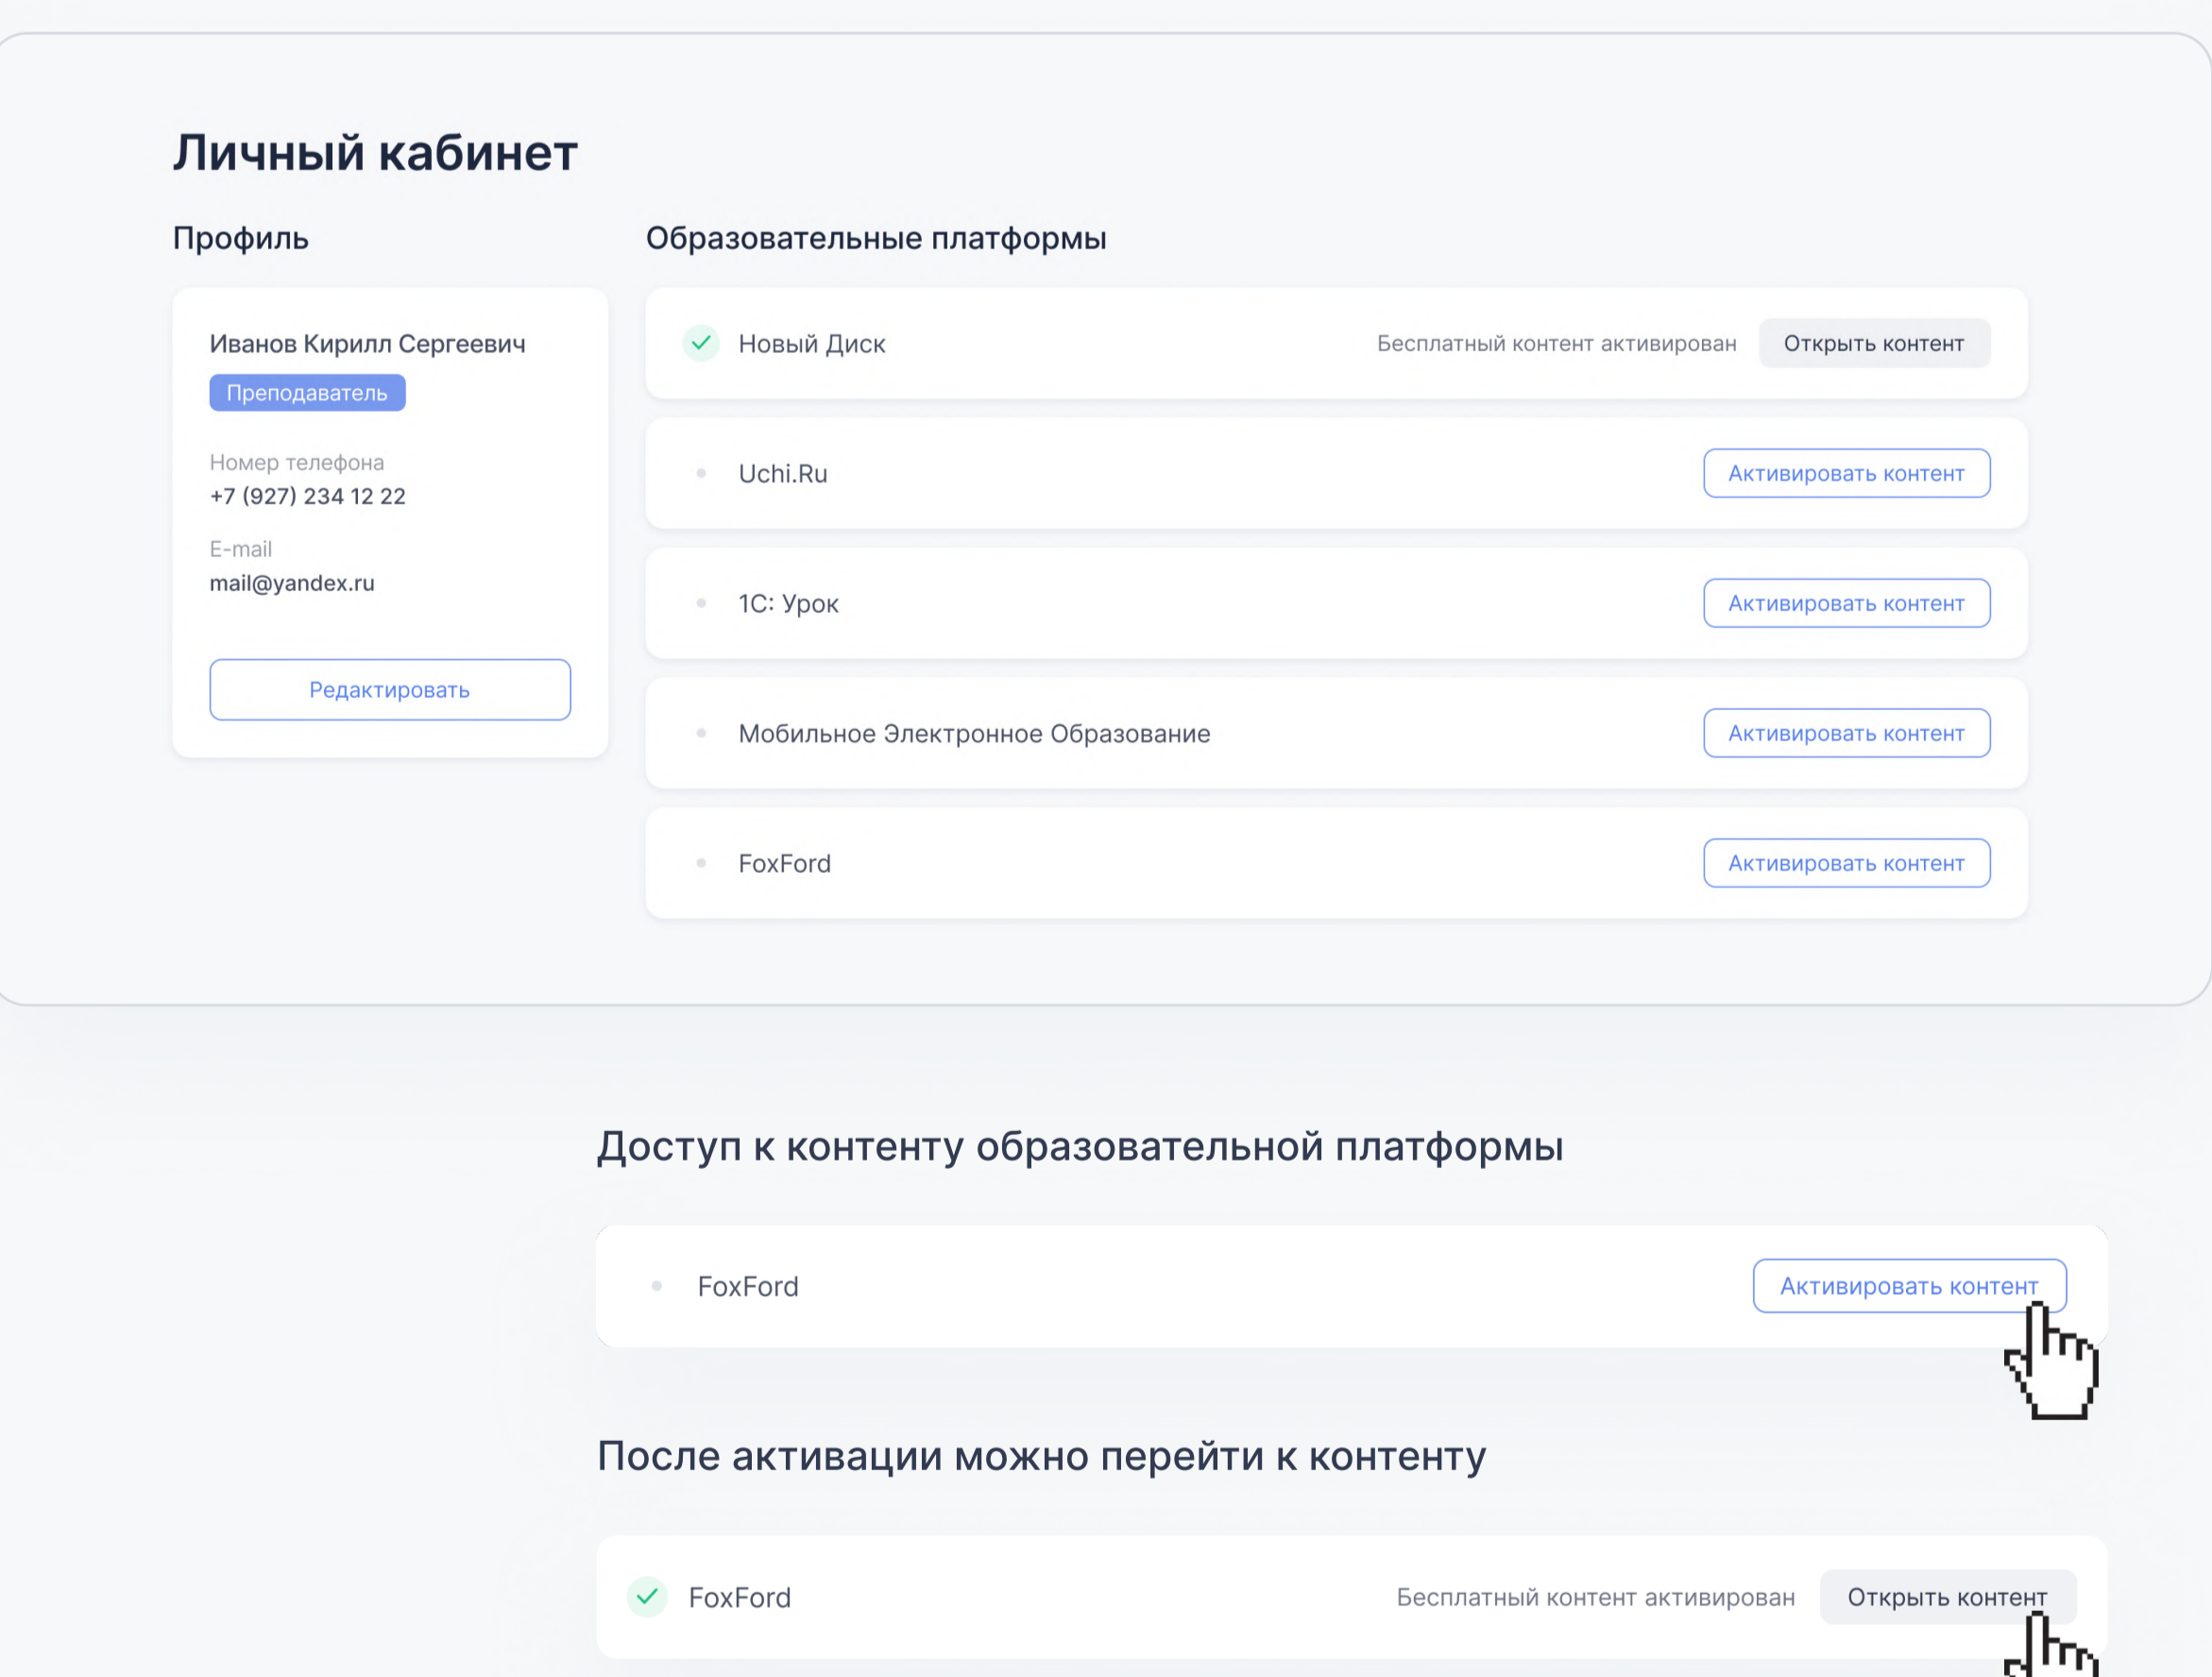 Личный кабинет
Профиль
Иванов Кирилл Сергеевич
Преподаватель
Номер телефона
+7 (927) 234 12 22
E-mail
mail@yandex.ru
Редактировать
Образовательные платформы
Новый Диск Бесплатный контент активирован Открыть контент
Uchi.Ru Активировать контент
1С: Урок Активировать контент
Мобильное Электронное Образование Активировать контент
FoxFord Активировать контент
Доступ к контенту образовательной платформы
FoxFord Активировать контент
После активации можно перейти к контенту
FoxFord Бесплатный контент активирован Открыть контент